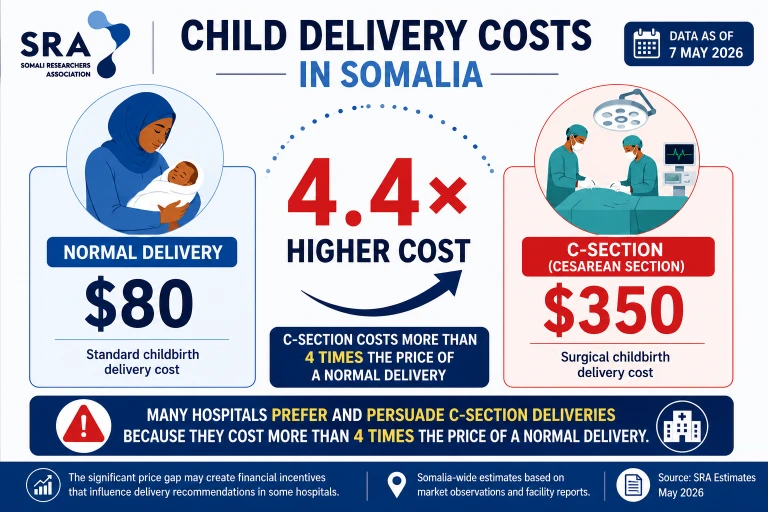 SRA
SOMALI RESEARCHERS
ASSOCIATION
CHILD DELIVERY COSTS
IN SOMALIA
DATA AS OF
7 MAY 2026
NORMAL DELIVERY
$80
Standard childbirth
delivery cost
4.4×
HIGHER COST
C-SECTION COSTS MORE THAN
4 TIMES THE PRICE OF
A NORMAL DELIVERY
C-SECTION
(CESAREAN SECTION)
$350
Surgical childbirth
delivery cost
MANY HOSPITALS PREFER AND PERSUADE C-SECTION DELIVERIES
BECAUSE THEY COST MORE THAN 4 TIMES THE PRICE OF A NORMAL DELIVERY.
The significant price gap may create financial incentives
that influence delivery recommendations in some hospitals.
Somalia-wide estimates based on
market observations and facility reports.
Source: SRA Estimates
May 2026